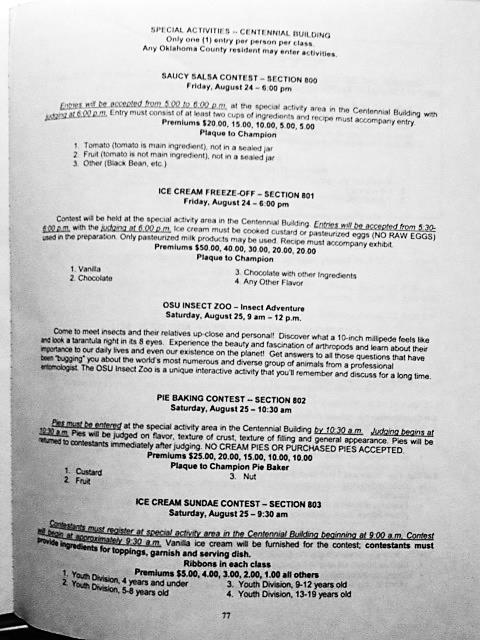 SPECIAL ACTIVITIES -- CENTENNIAL BUILDING
Only one (1) entry per person per class.
Any Oklahoma County resident may enter activities.
SAUCY SALSA CONTEST – SECTION 800
Friday, August 24 – 6:00 pm
Entries will be accepted from 5:00 to 6:00 p.m. at the special activity area in the Centennial Building with
judging at 6:00 p.m. Entry must consist of at least two cups of ingredients and recipe must accompany entry.
Premiums $20.00, 15.00, 10.00, 5.00, 5.00
Plaque to Champion
1. Tomato (tomato is main ingredient), not in a sealed jar
2. Fruit (tomato is not main ingredient), not in a sealed jar
3. Other (Black Bean, etc.)
ICE CREAM FREEZE-OFF – SECTION 801
Friday, August 24 – 6:00 pm
Contest will be held at the special activity area in the Centennial Building. Entries will be accepted from 5:30-
6:00 p.m. with the judging at 6:00 p.m. Ice cream must be cooked custard or pasteurized eggs (NO RAW EGGS)
used in the preparation. Only pasteurized milk products may be used. Recipe must accompany exhibit.
Premiums $50.00, 40.00, 30.00, 20.00, 20.00
Plaque to Champion
1. Vanilla
2. Chocolate
3. Chocolate with other Ingredients
4. Any Other Flavor
OSU INSECT ZOO – Insect Adventure
Saturday, August 25, 9 am – 12 p.m.
Come to meet insects and their relatives up-close and personal! Discover what a 10-inch millipede feels like
and look a tarantula right in its 8 eyes. Experience the beauty and fascination of arthropods and learn about their
importance to our daily lives and even our existence on the planet! Get answers to all those questions that have
been "bugging" you about the world's most numerous and diverse group of animals from a professional
entomologist. The OSU Insect Zoo is a unique interactive activity that you'll remember and discuss for a long time.
PIE BAKING CONTEST – SECTION 802
Saturday, August 25 – 10:30 am
Pies must be entered at the special activity area in the Centennial Building by 10:30 a.m. Judging begins at
10:30 a.m. Pies will be judged on flavor, texture of crust, texture of filling and general appearance. Pies will be
returned to contestants immediately after judging. NO CREAM PIES OR PURCHASED PIES ACCEPTED.
Premiums $25.00, 20.00, 15.00, 10.00, 10.00
Plaque to Champion Pie Baker
1. Custard
2. Fruit
3. Nut
ICE CREAM SUNDAE CONTEST – SECTION 803
Saturday, August 25 – 9:30 am
Contestants must register at special activity area in the Centennial Building beginning at 9:00 a.m. Contest
will begin at approximately 9:30 a.m. Vanilla ice cream will be furnished for the contest; contestants must
provide ingredients for toppings, garnish and serving dish.
Ribbons in each class
Premiums $5.00, 4.00, 3.00, 2.00, 1.00 all others
1. Youth Division, 4 years and under
2. Youth Division, 5-8 years old
3. Youth Division, 9-12 years old
4. Youth Division, 13-19 years old
77